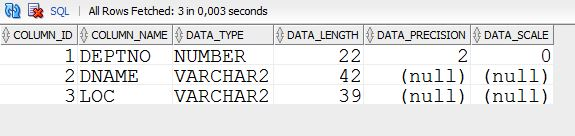 SQL | All Rows Fetched: 3 in 0,003 seconds
COLUMN_ID COLUMN_NAME DATA_TYPE DATA_LENGTH DATA_PRECISION DATA_SCALE
1 DEPTNO NUMBER 22 2 0
2 DNAME VARCHAR2 42 (null) (null)
3 LOC VARCHAR2 39 (null) (null)